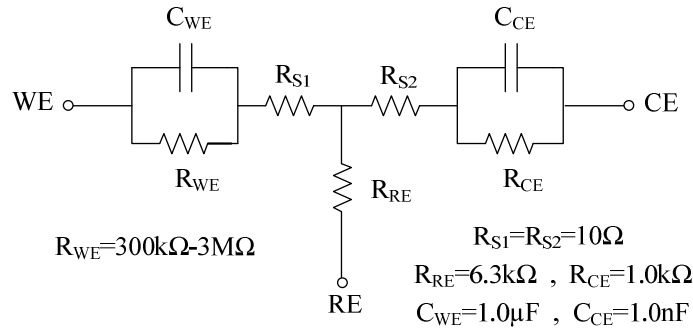 C_WE
C_CE
R_S1
R_S2
WE
CE
R_WE
R_CE
R_RE
R_WE=300kΩ-3MΩ
R_S1=R_S2=10Ω
R_RE=6.3kΩ , R_CE=1.0kΩ
RE
C_WE=1.0μF , C_CE=1.0nF